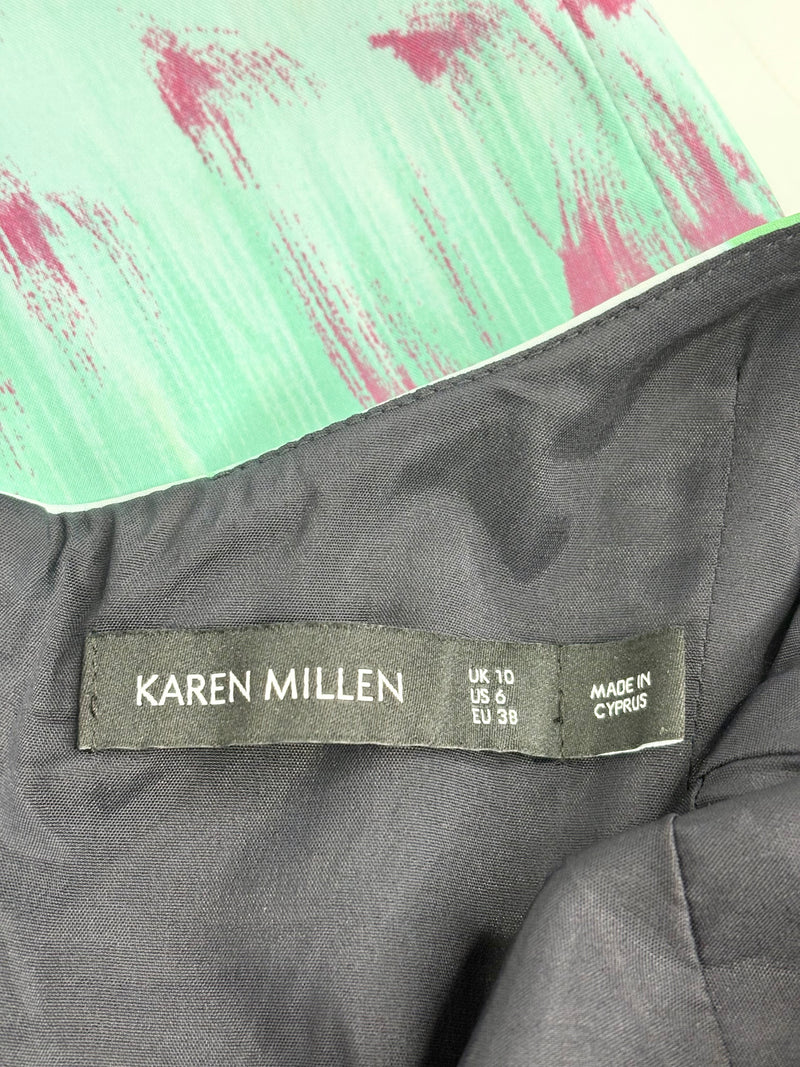 KAREN MILLEN
UK 10
US 6
EU 38
MADE IN
CYPRUS